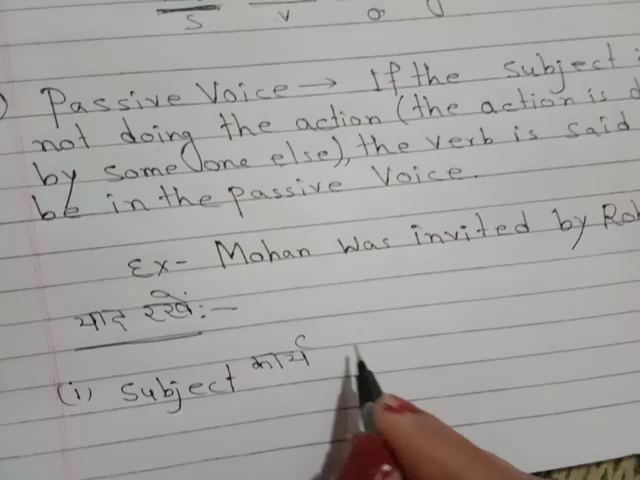 S V O
Passive Voice → If the subject
not doing the action (the action is
by some one else), the verb is said
be in the passive Voice.
Ex- Mohan was invited by Roh
याद रखें:-
(i) Subject कार्य